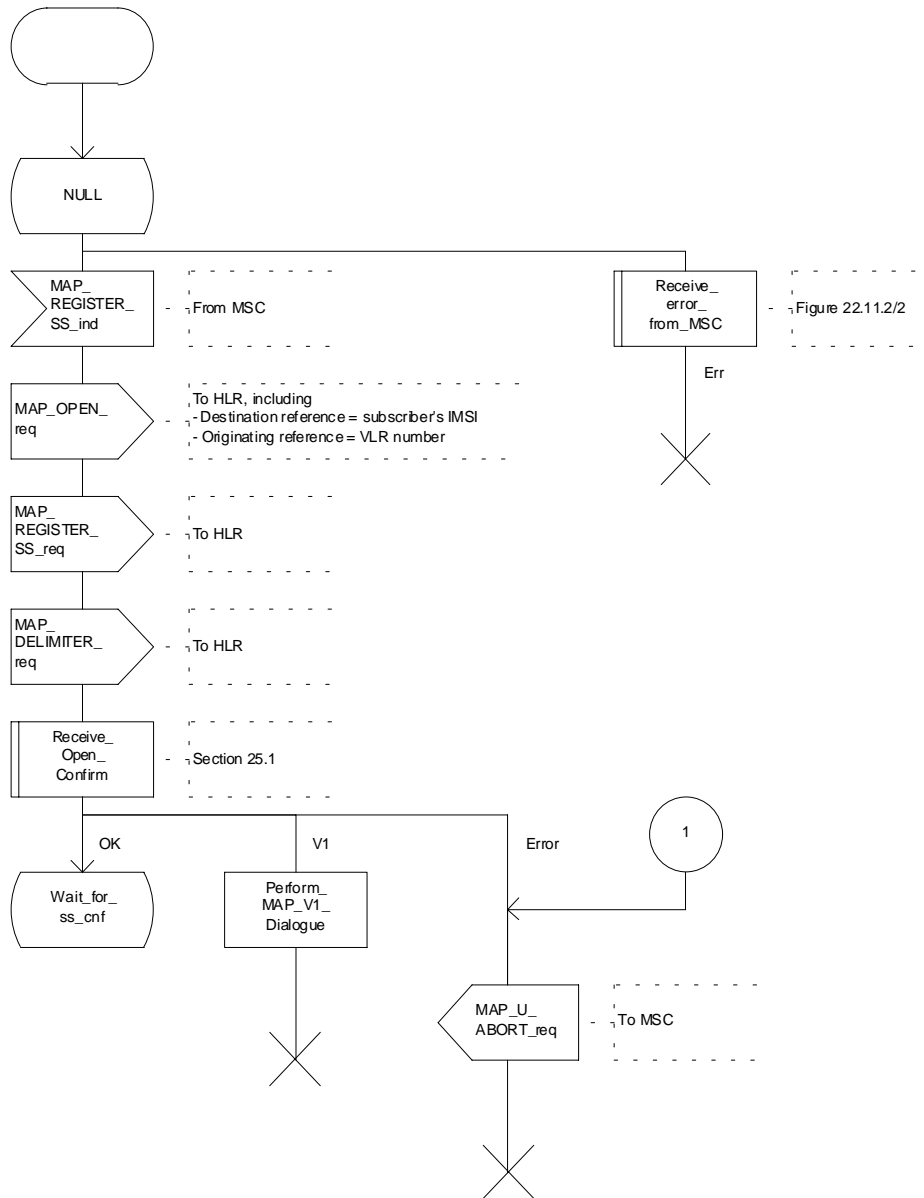 NULL
MAP_
REGISTER_
SS_ind
From MSC
Receive_
error_
from_MSC
Figure 22.11.2/2
Err
MAP_OPEN_
req
To HLR, including
- Destination reference = subscriber's IMSI
- Originating reference = VLR number
MAP_
REGISTER_
SS_req
To HLR
MAP_
DELIMITER_
req
To HLR
Receive_
Open_
Confirm
Section 25.1
OK
V1
Error
1
Wait_for_
ss_cnf
Perform_
MAP_V1_
Dialogue
MAP_U_
ABORT_req
To MSC